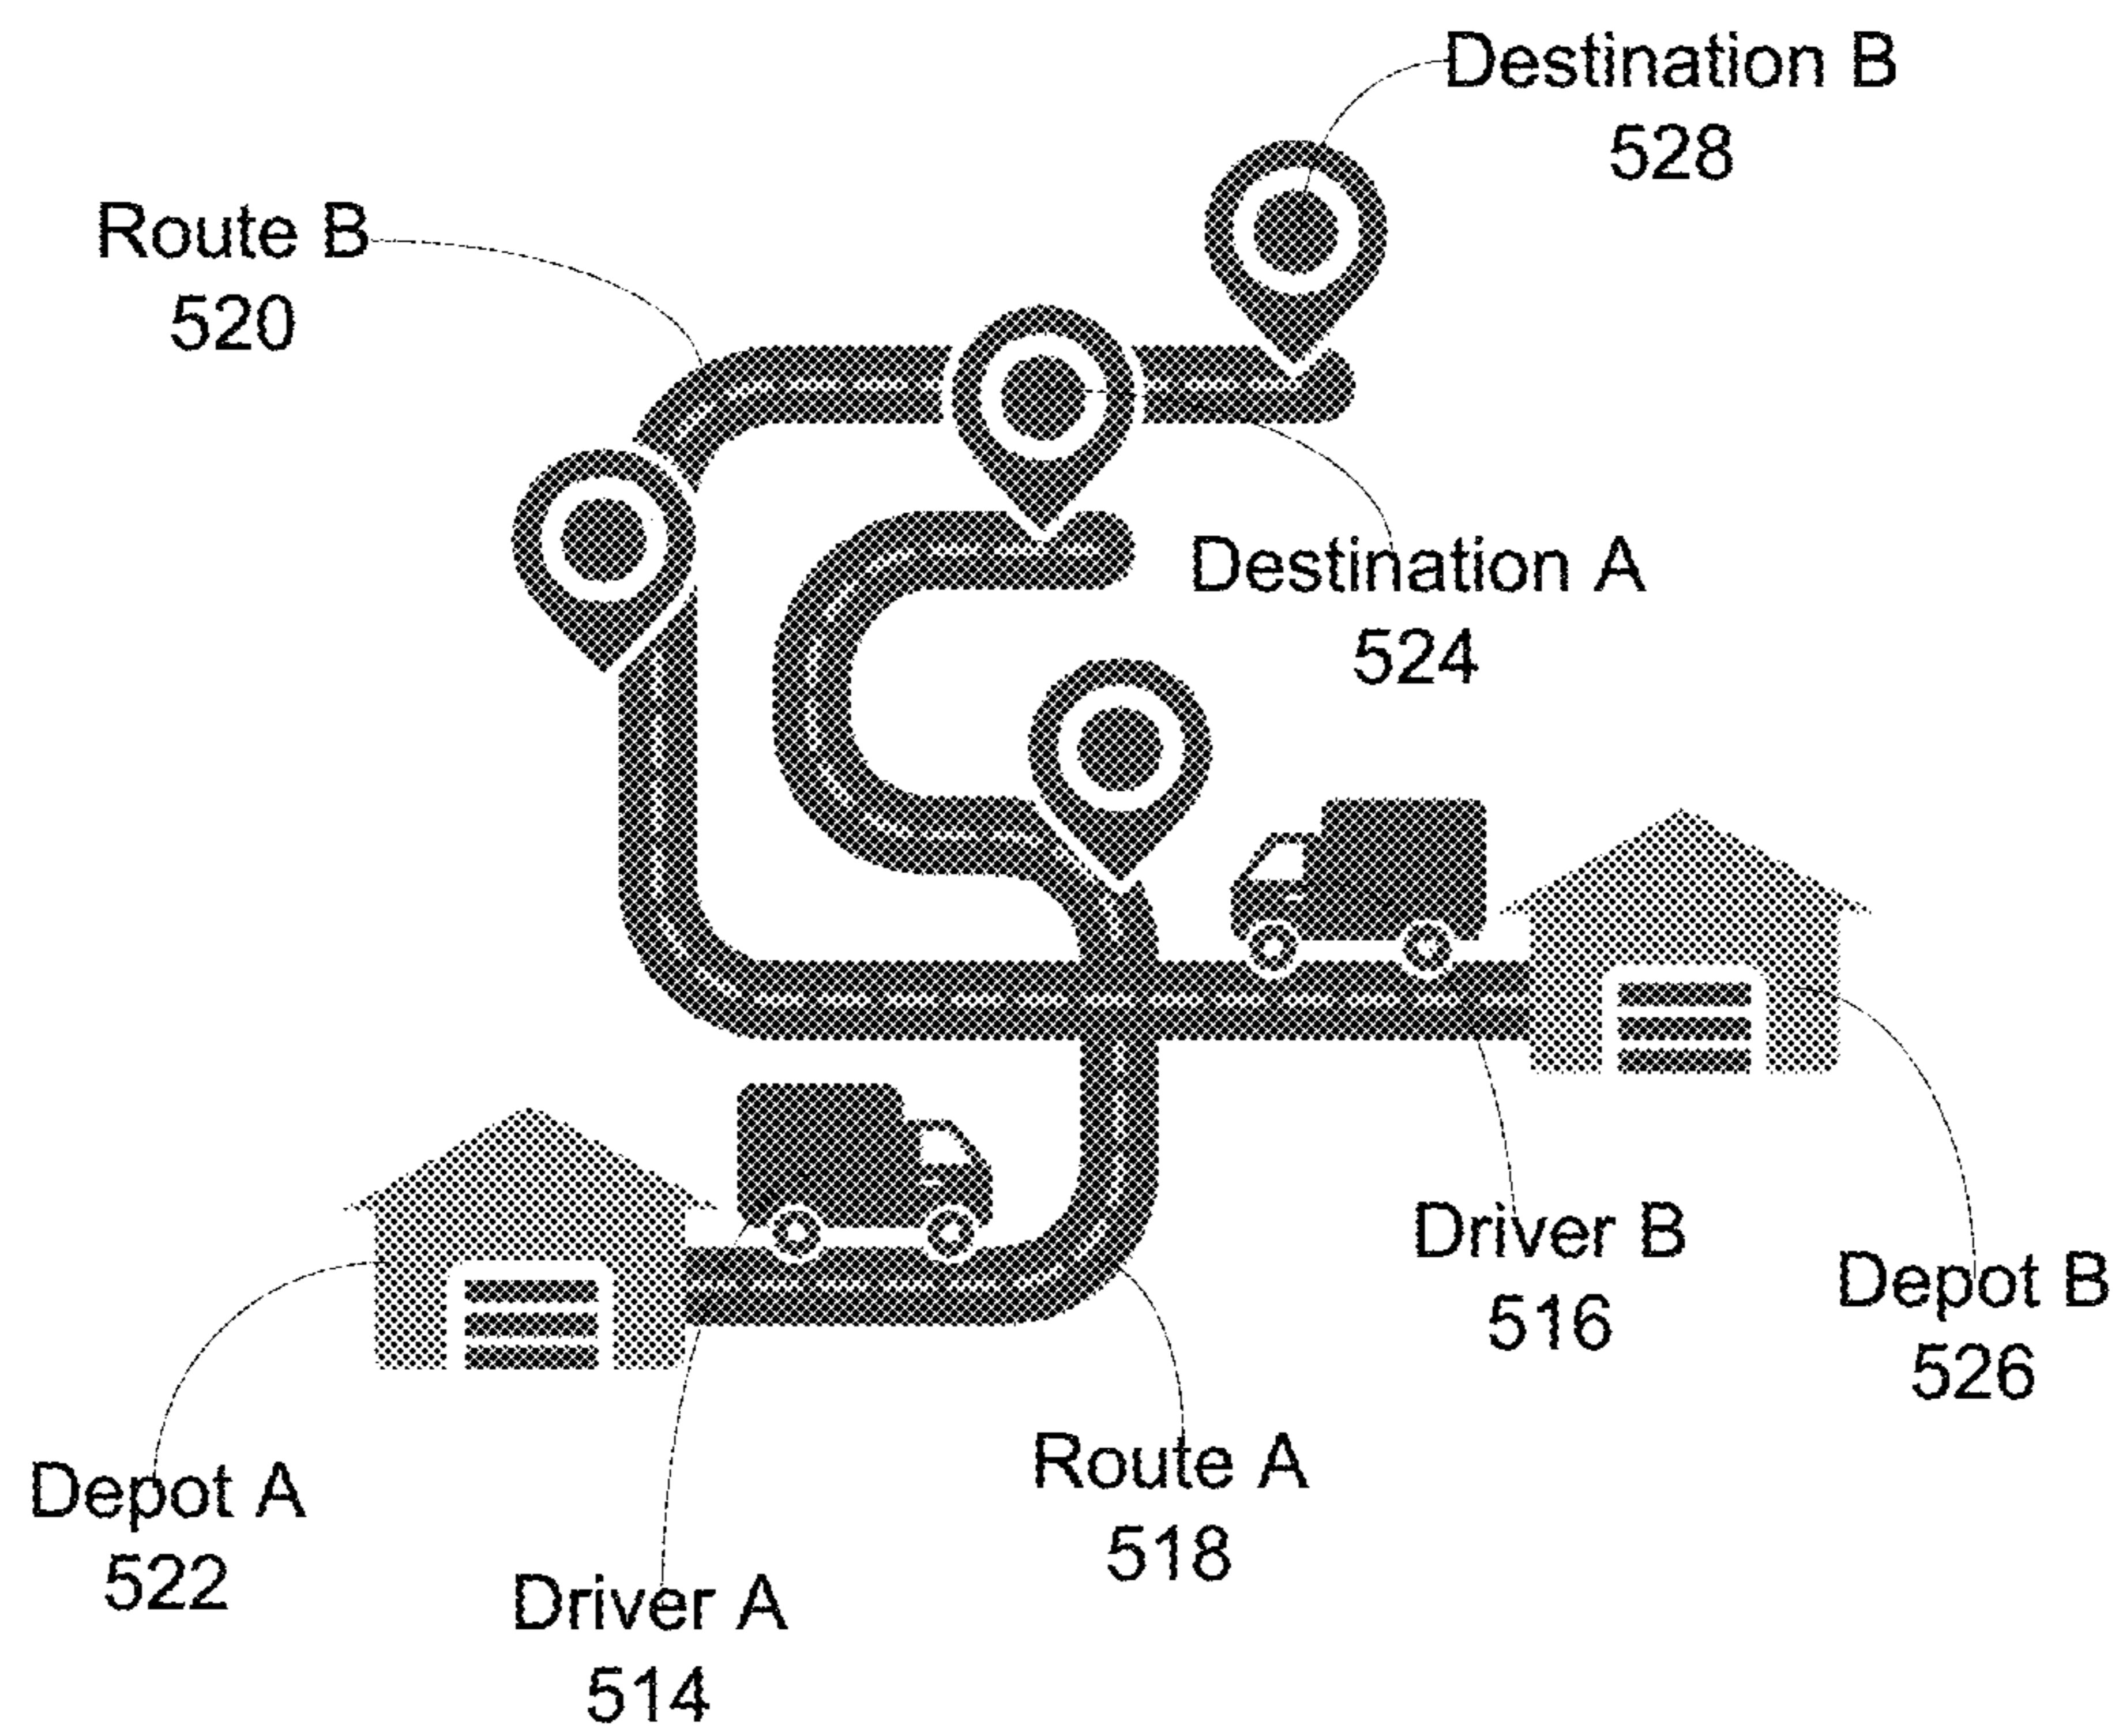 Destination B
528
Route B
520
Destination A
524
Driver B
516
Depot B
526
Route A
518
Depot A
522
Driver A
514